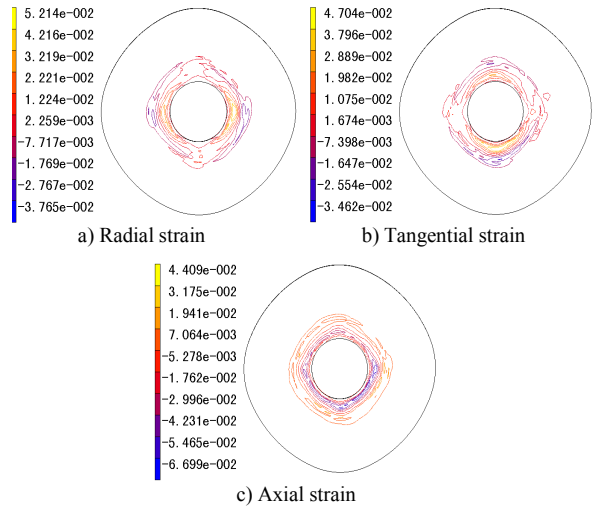 5.214e-002
4.216e-002
3.219e-002
2.221e-002
1.224e-002
2.259e-003
-7.717e-003
-1.769e-002
-2.767e-002
-3.765e-002
a) Radial strain
4.704e-002
3.796e-002
2.889e-002
1.982e-002
1.075e-002
1.674e-003
-7.398e-003
-1.647e-002
-2.554e-002
-3.462e-002
b) Tangential strain
4.409e-002
3.175e-002
1.941e-002
7.064e-003
-5.278e-003
-1.762e-002
-2.996e-002
-4.231e-002
-5.465e-002
-6.699e-002
c) Axial strain